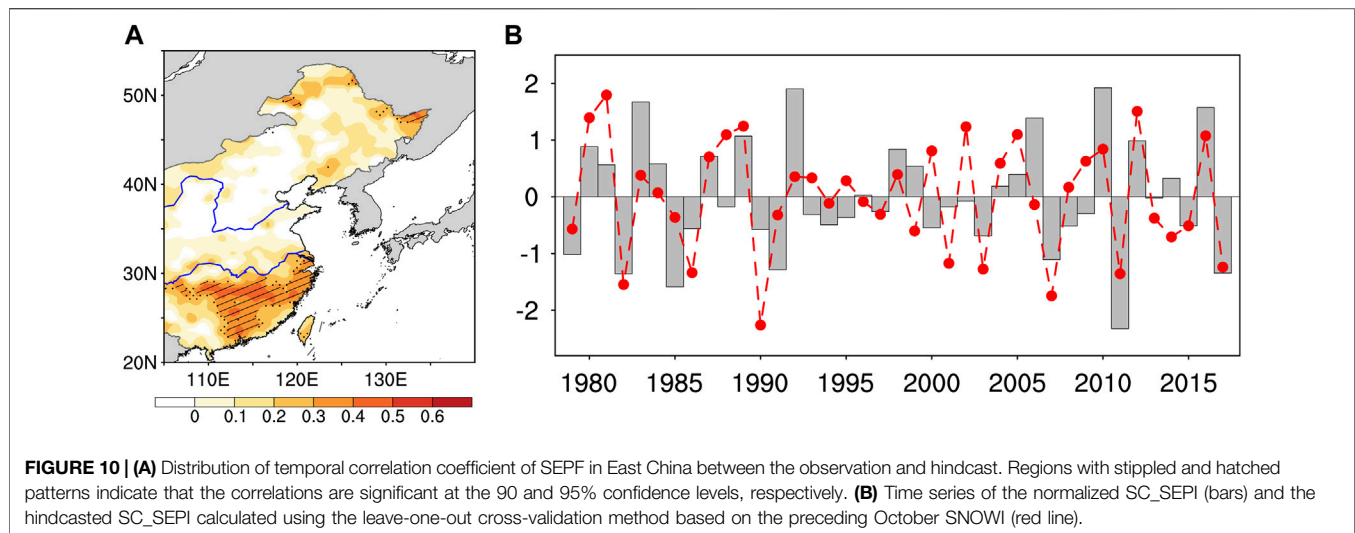 A
B
50N
40N
30N
20N
110E 120E 130E
0 0.1 0.2 0.3 0.4 0.5 0.6
2
1
0
-1
-2
1980 1985 1990 1995 2000 2005 2010 2015
FIGURE 10 | (A) Distribution of temporal correlation coefficient of SEPF in East China between the observation and hindcast. Regions with stippled and hatched
patterns indicate that the correlations are significant at the 90 and 95% confidence levels, respectively. (B) Time series of the normalized SC_SEPI (bars) and the
hindcasted SC_SEPI calculated using the leave-one-out cross-validation method based on the preceding October SNOWI (red line).